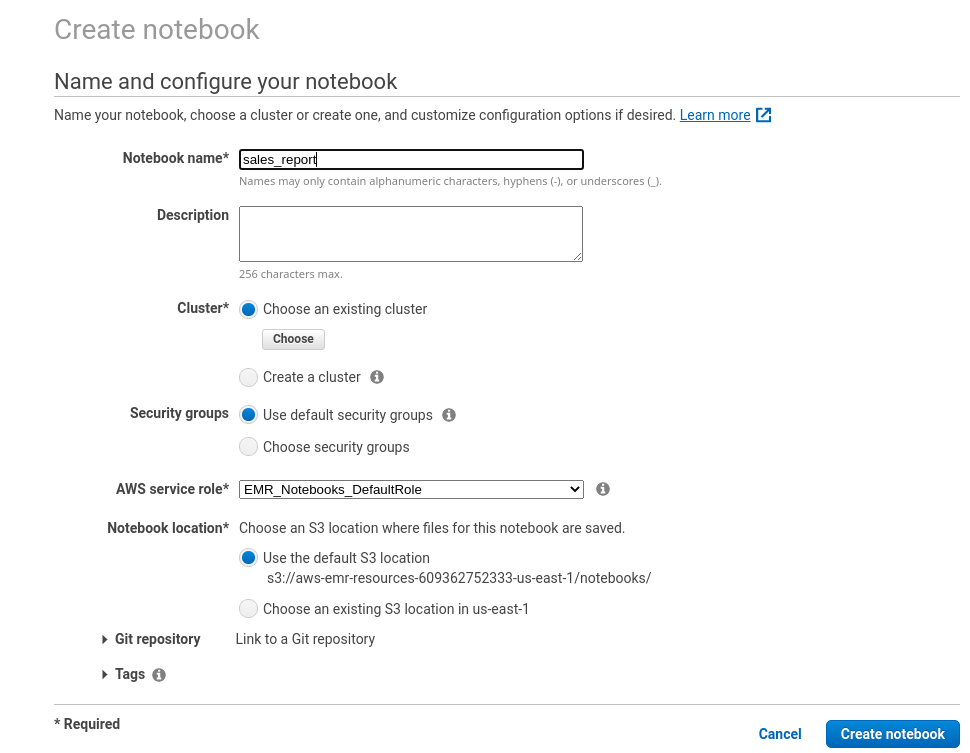 Create notebook
Name and configure your notebook
Name your notebook, choose a cluster or create one, and customize configuration options if desired. Learn more
Notebook name* sales_report
Names may only contain alphanumeric characters, hyphens (-), or underscores (_).
Description
256 characters max.
Cluster* Choose an existing cluster
Choose
Create a cluster
Security groups Use default security groups
Choose security groups
AWS service role* EMR_Notebooks_DefaultRole
Notebook location* Choose an S3 location where files for this notebook are saved.
Use the default S3 location
s3://aws-emr-resources-609362752333-us-east-1/notebooks/
Choose an existing S3 location in us-east-1
Git repository Link to a Git repository
Tags
* Required
Cancel Create notebook